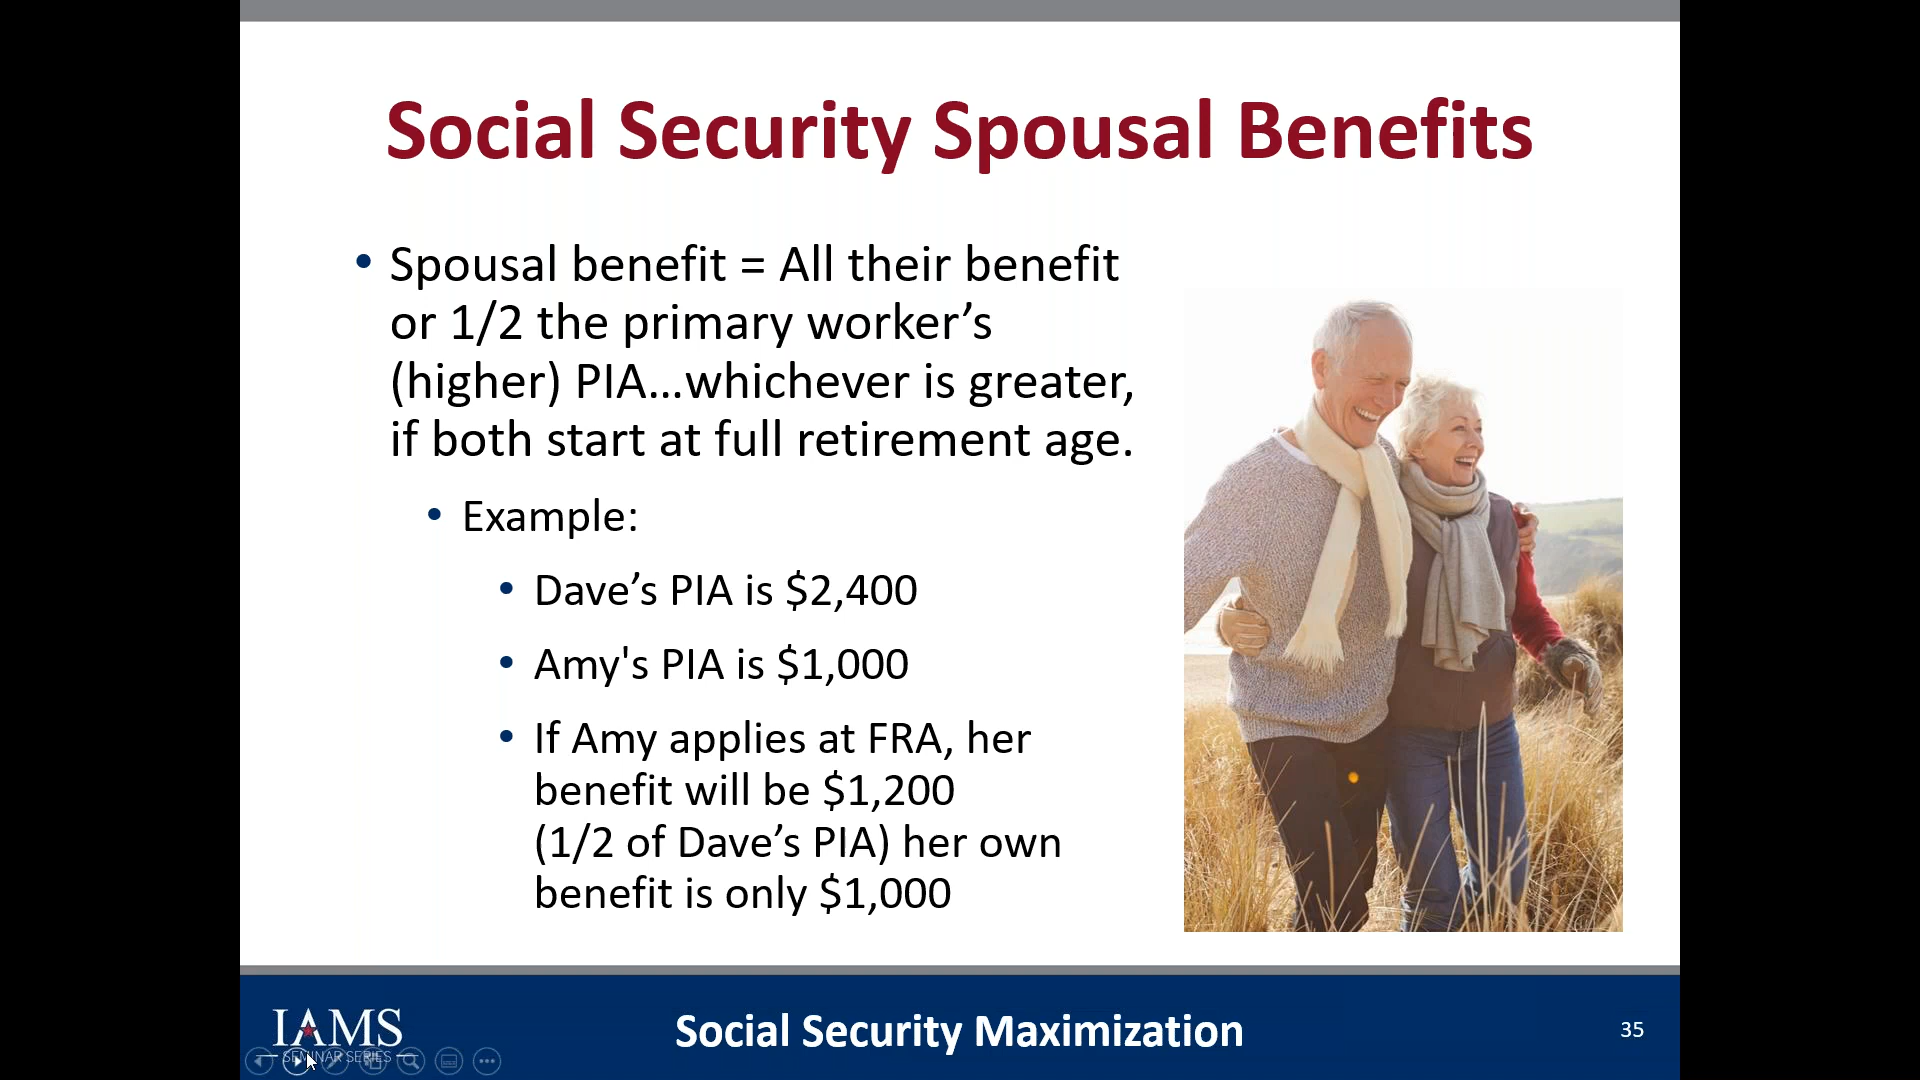 Social Security Spousal Benefits
• Spousal benefit = All their benefit
or 1/2 the primary worker’s
(higher) PIA...whichever is greater,
if both start at full retirement age.
• Example:
• Dave’s PIA is $2,400
• Amy's PIA is $1,000
• If Amy applies at FRA, her
benefit will be $1,200
(1/2 of Dave’s PIA) her own
benefit is only $1,000
IAMS
SEMINAR SERIES
Social Security Maximization
35